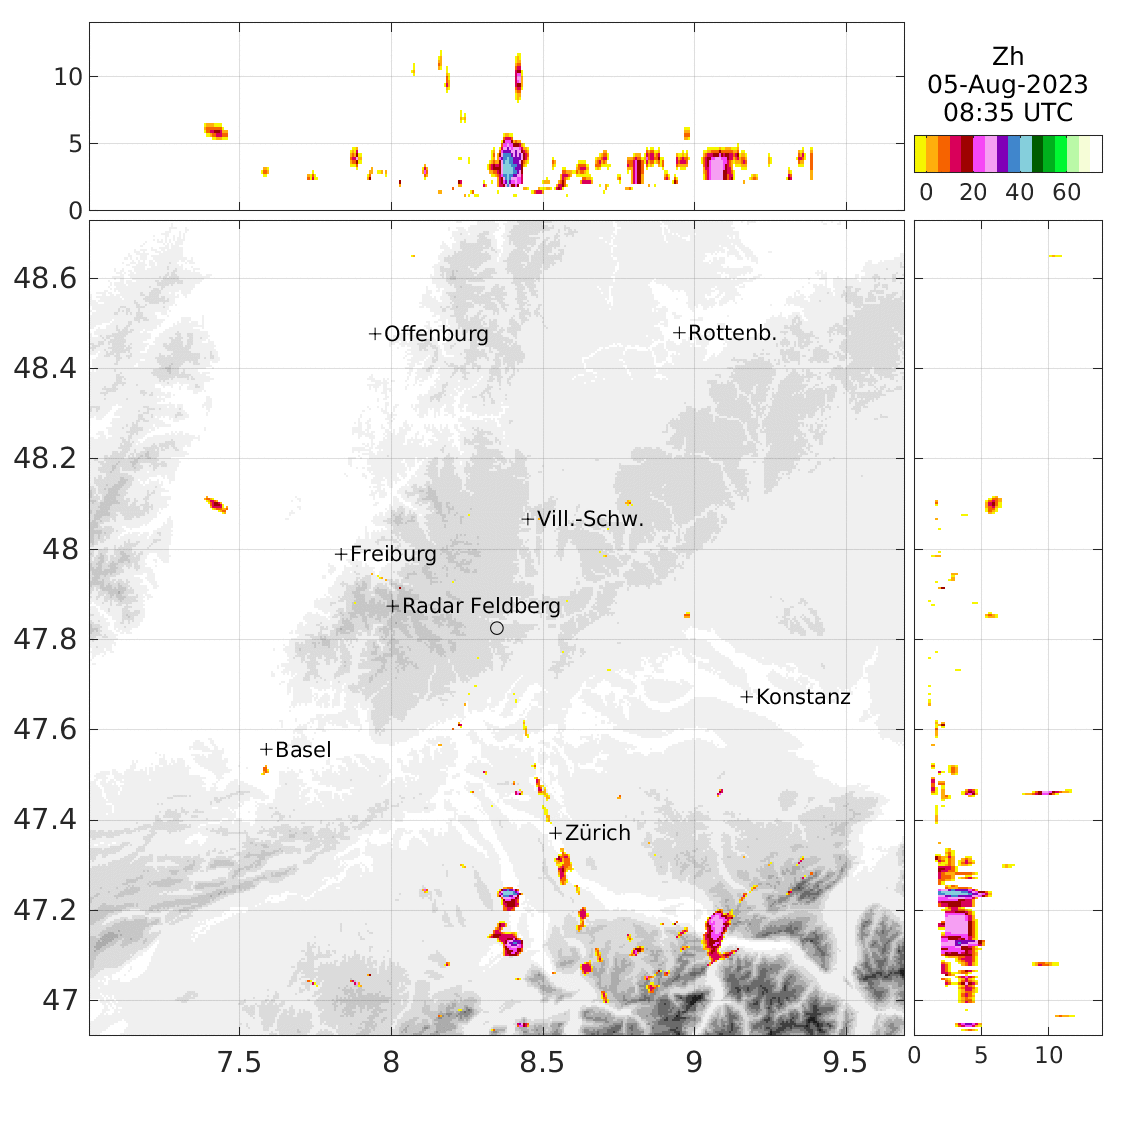 Zh
05-Aug-2023
08:35 UTC
0 20 40 60
10
5
0
48.6
48.4
48.2
48
47.8
47.6
47.4
47.2
47
+Offenburg
+Rottenb.
+Vill.-Schw.
+Freiburg
+Radar Feldberg
+Konstanz
+Basel
+Zürich
7.5 8 8.5 9 9.5
0 5 10